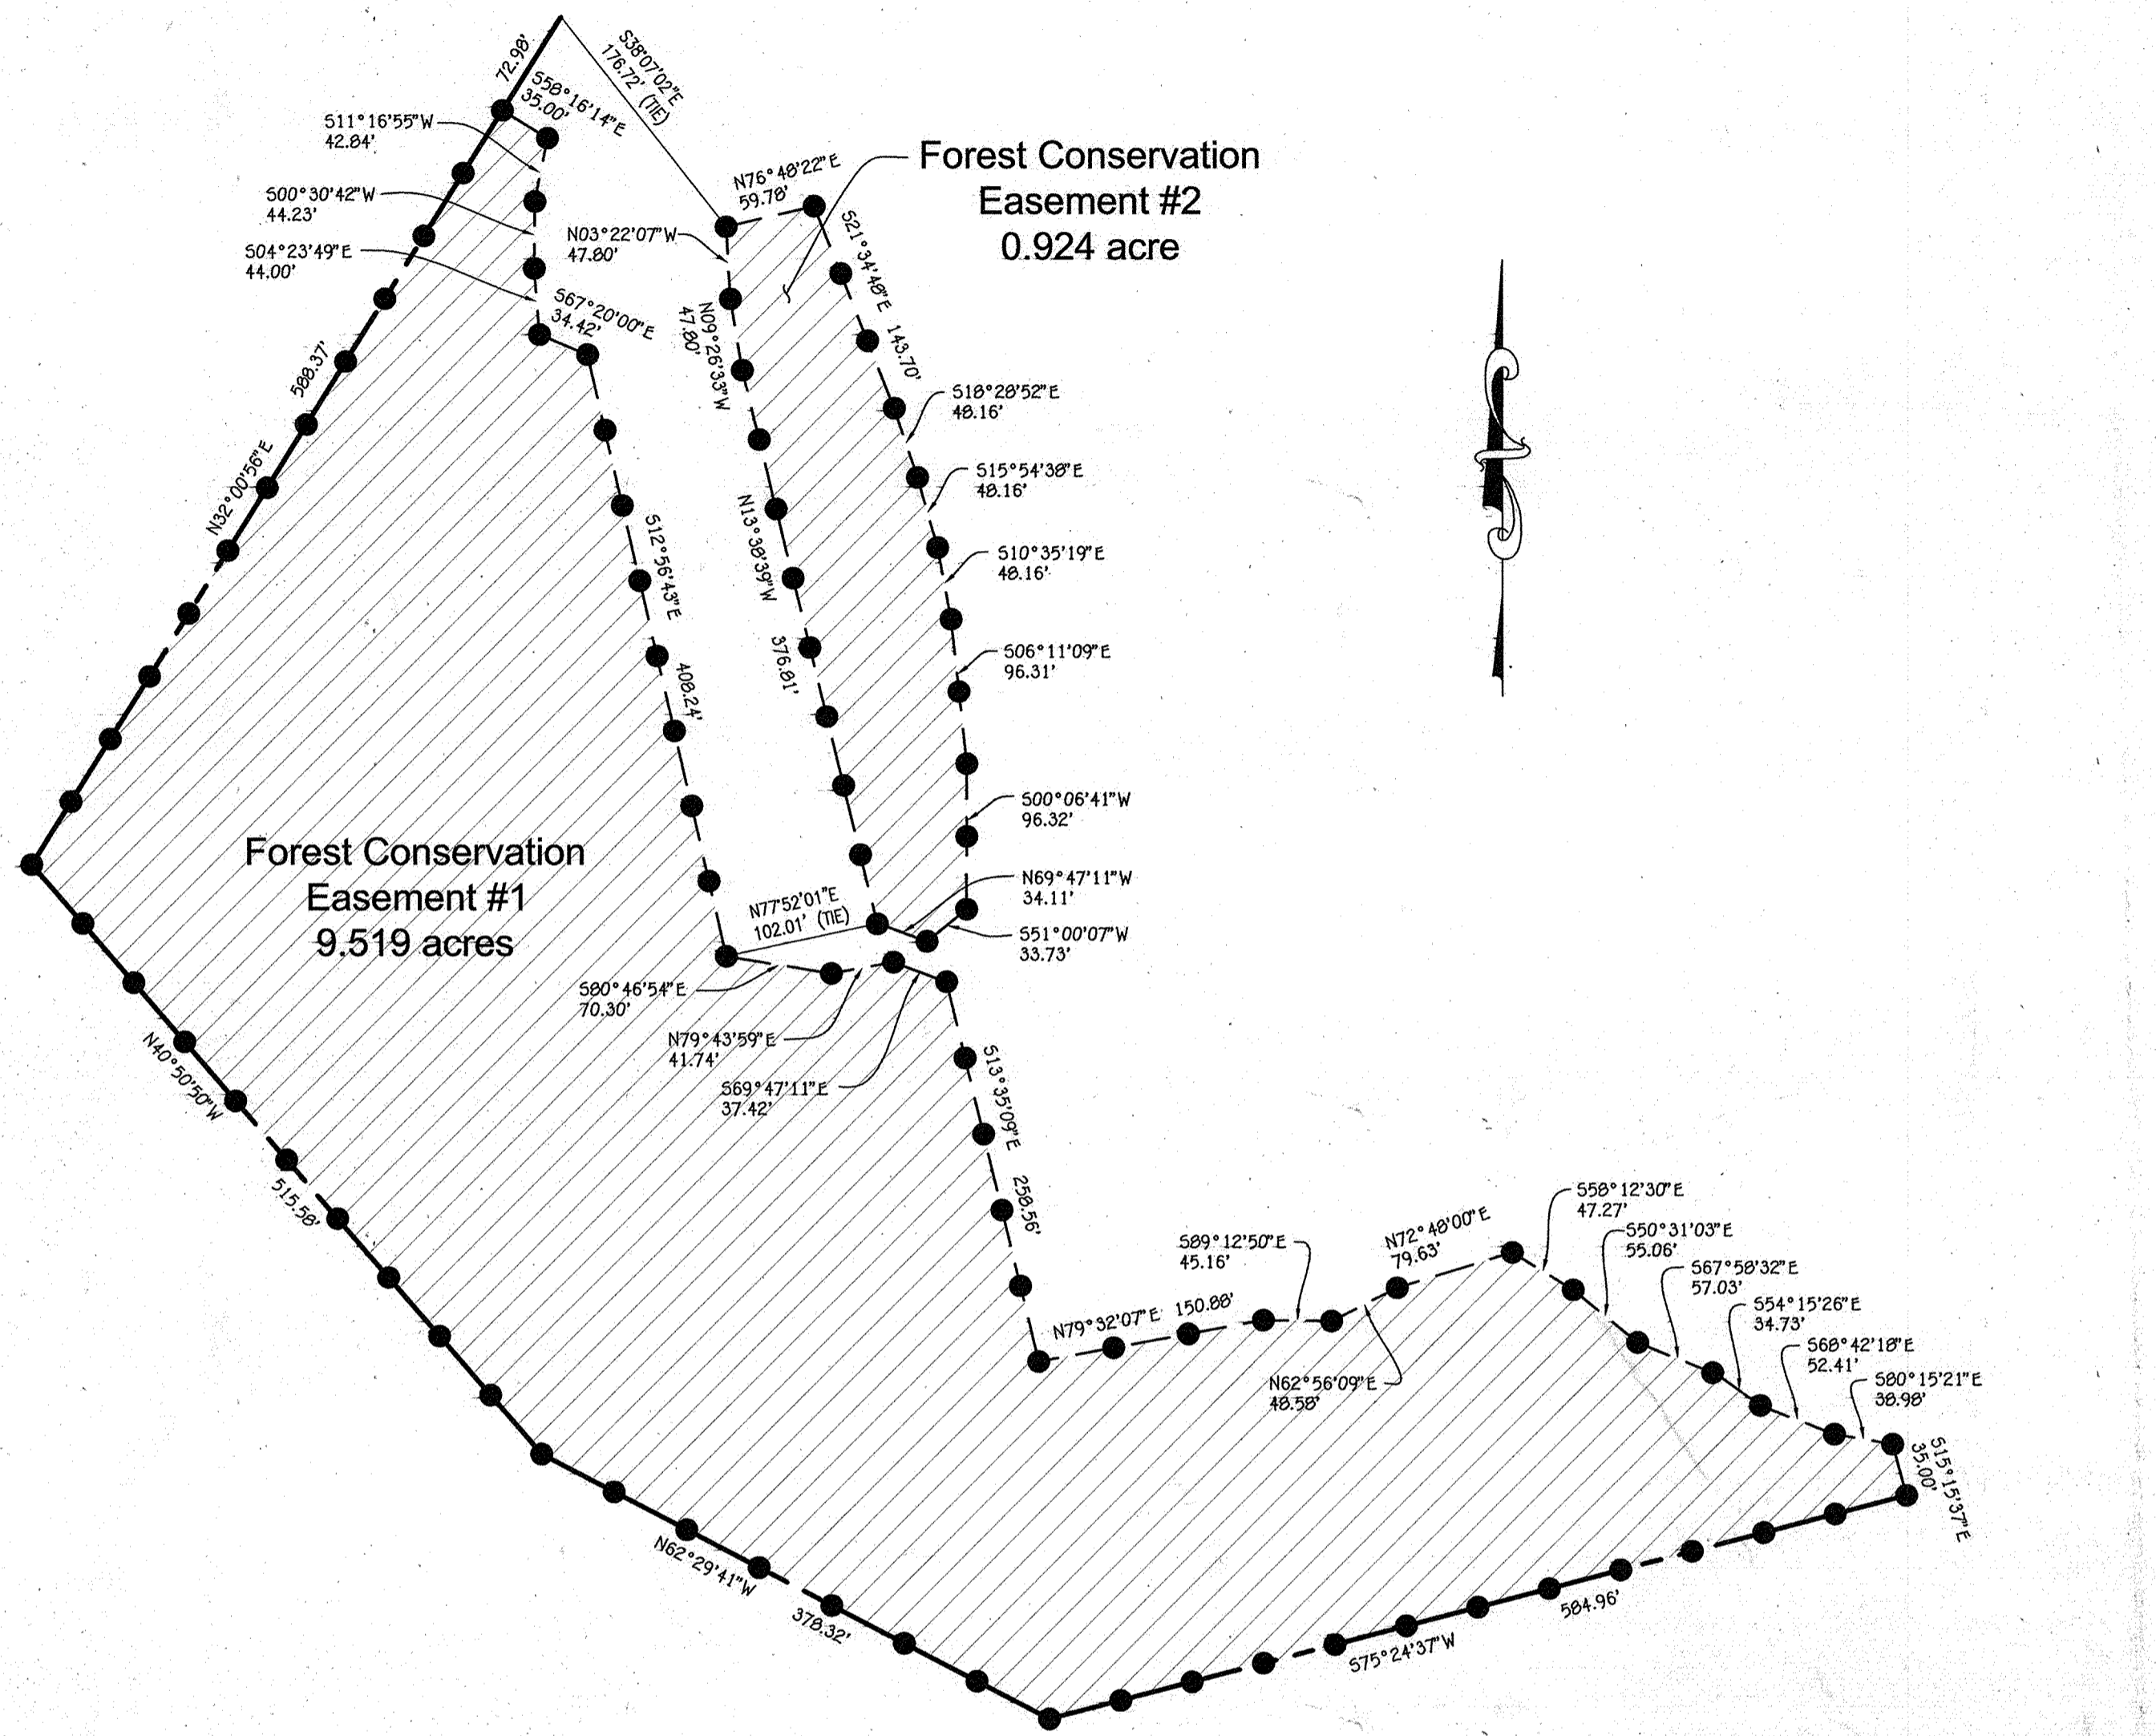 72.98'
S38°07'02"E
176.72' (TIE)
S58°16'14"E
35.00'
S11°16'55"W
42.84'
S00°30'42"W
44.23'
S04°23'49"E
44.00'
S67°20'00"E
34.42'
N03°22'07"W
47.80'
N76°48'22"E
59.78'
Forest Conservation
Easement #2
0.924 acre
S21°34'48"E 143.70'
N09°26'33"W
47.80'
588.37'
N32°00'56"E
S18°28'52"E
48.16'
S15°54'38"E
48.16'
S10°35'19"E
48.16'
S06°11'09"E
96.31'
S12°56'43"E
408.24'
N13°38'39"W
376.81'
S00°06'41"W
96.32'
N69°47'11"W
34.11'
S51°00'07"W
33.73'
Forest Conservation
Easement #1
9.519 acres
N77°52'01"E
102.01' (TIE)
S80°46'54"E
70.30'
N79°43'59"E
41.74'
S69°47'11"E
37.42'
S13°35'09"E
258.56'
N40°50'50"W
515.58'
N79°32'07"E 150.88'
S89°12'50"E
45.16'
N62°56'09"E
48.58'
N72°48'00"E
79.63'
S58°12'30"E
47.27'
S50°31'03"E
55.06'
S67°58'32"E
57.03'
S54°15'26"E
34.73'
S68°42'18"E
52.41'
S80°15'21"E
38.98'
S15°15'37"E
35.00'
N62°29'41"W
378.32'
S75°24'37"W
584.96'